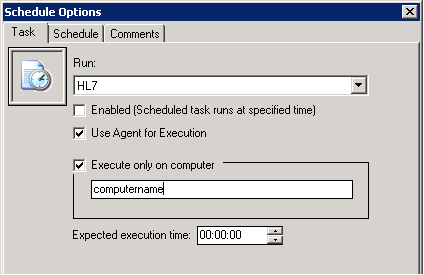 Schedule Options
Task Schedule Comments
Run:
HL7
Enabled (Scheduled task runs at specified time)
Use Agent for Execution
Execute only on computer
computername
Expected execution time: 00:00:00